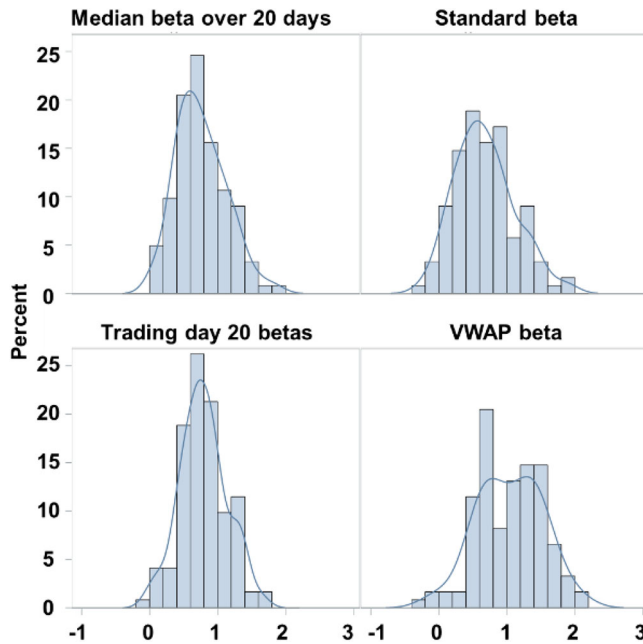 Median beta over 20 days
Standard beta
25
20
15
10
5
0
Percent
Trading day 20 betas
VWAP beta
25
20
15
10
5
0
-1 0 1 2 3
-1 0 1 2 3